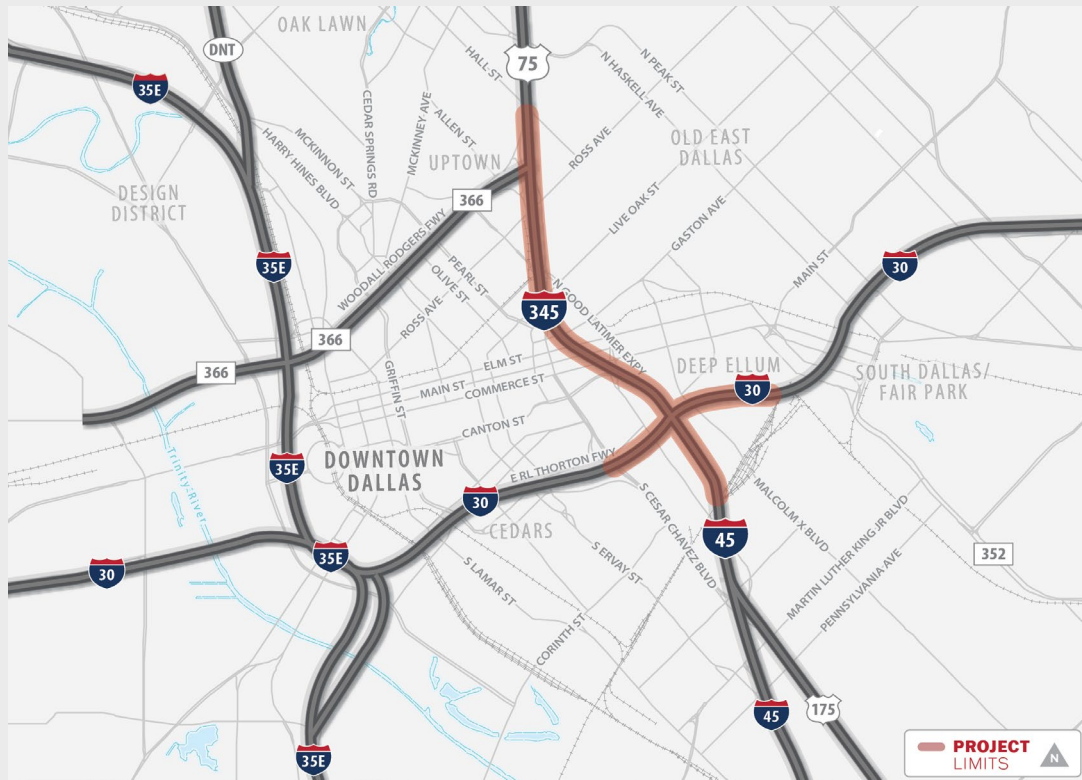 OAK LAWN
DNT
75
HALL ST
N PEAK ST
N HASKELL AVE
35E
CEDAR SPRINGS RD
MCKINNEY AVE
ALLEN ST
ROSS AVE
OLD EAST
DALLAS
MCKINNON ST
HARRY HINES BLVD
UPTOWN
DESIGN
DISTRICT
366
LIVE OAK ST
GASTON AVE
WOODALL RODGERS FWY
PEARL ST
OLIVE ST
ROSS AVE
35E
MAIN ST
30
N GOOD LATIMER EXPY
345
366
366
ELM ST
MAIN ST
COMMERCE ST
GRIFFIN ST
CANTON ST
DEEP ELLUM
30
SOUTH DALLAS/
FAIR PARK
35E
DOWNTOWN
DALLAS
E RL THORTON FWY
Trinity River
30
CEDARS
S CESAR CHAVEZ BLVD
MALCOLM X BLVD
45
MARTIN LUTHER KING JR BLVD
PENNSYLVANIA AVE
352
30
35E
S LAMAR ST
S ERVAY ST
CORINTH ST
45
175
35E
PROJECT
LIMITS
N